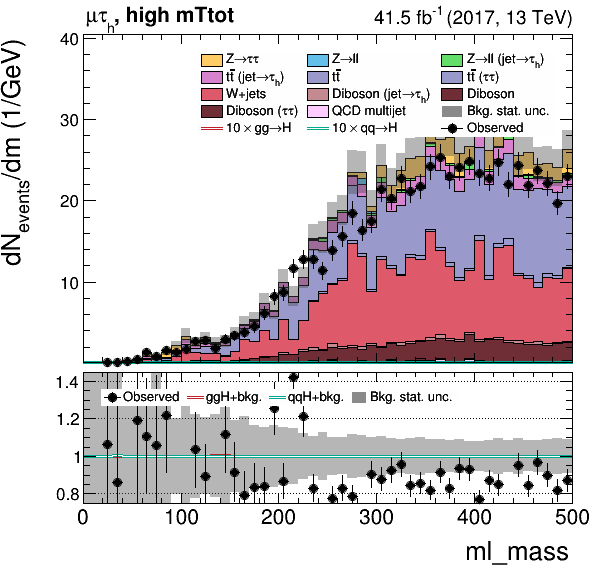 μτh, high mTtot 41.5 fb-1 (2017, 13 TeV)
dNevents/dm (1/GeV)
40
30
20
10
Z→ττ Z→ll Z→ll (jet→τh)
tt̄ (jet→τh) tt̄ tt̄ (ττ)
W+jets Diboson (jet→τh) Diboson
Diboson (ττ) QCD multijet Bkg. stat. unc.
10 × gg→H 10 × qq→H Observed
1.4
1.2
1
0.8
Observed ggH+bkg. qqH+bkg. Bkg. stat. unc.
0 100 200 300 400 500
ml_mass